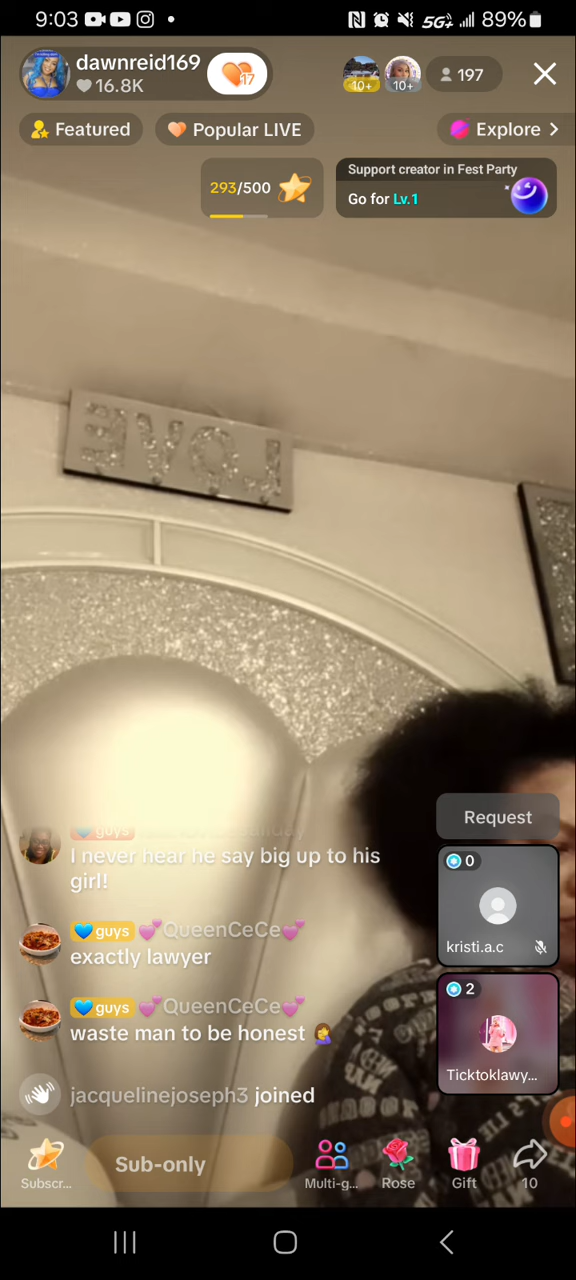 9:03
5G+
89%
dawnreid169
16.8K
17
10+
10+
197
Featured
Popular LIVE
Explore >
293/500
Support creator in Fest Party
Go for Lv.1
LOVE
Request
guys
I never hear he say big up to his
girl!
0
kristi.a.c
guys 💕QueenCeCe💕
exactly lawyer
guys 💕QueenCeCe💕
waste man to be honest 🤦‍♀️
2
Ticktoklawy...
jacquelinejoseph3 joined
Sub-only
Subscr...
Multi-g...
Rose
Gift
10